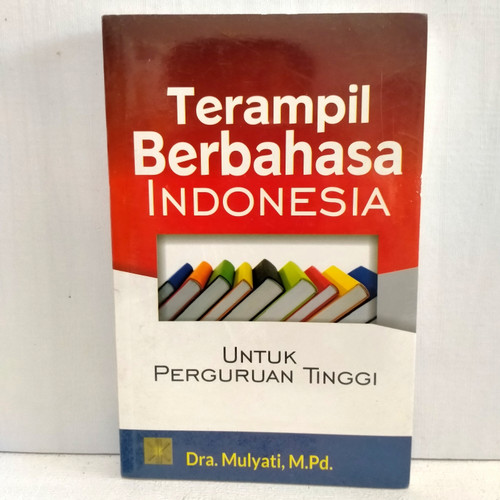 Terampil
Berbahasa
INDONESIA
UNTUK
PERGURUAN TINGGI
Dra. Mulyati, M.Pd.